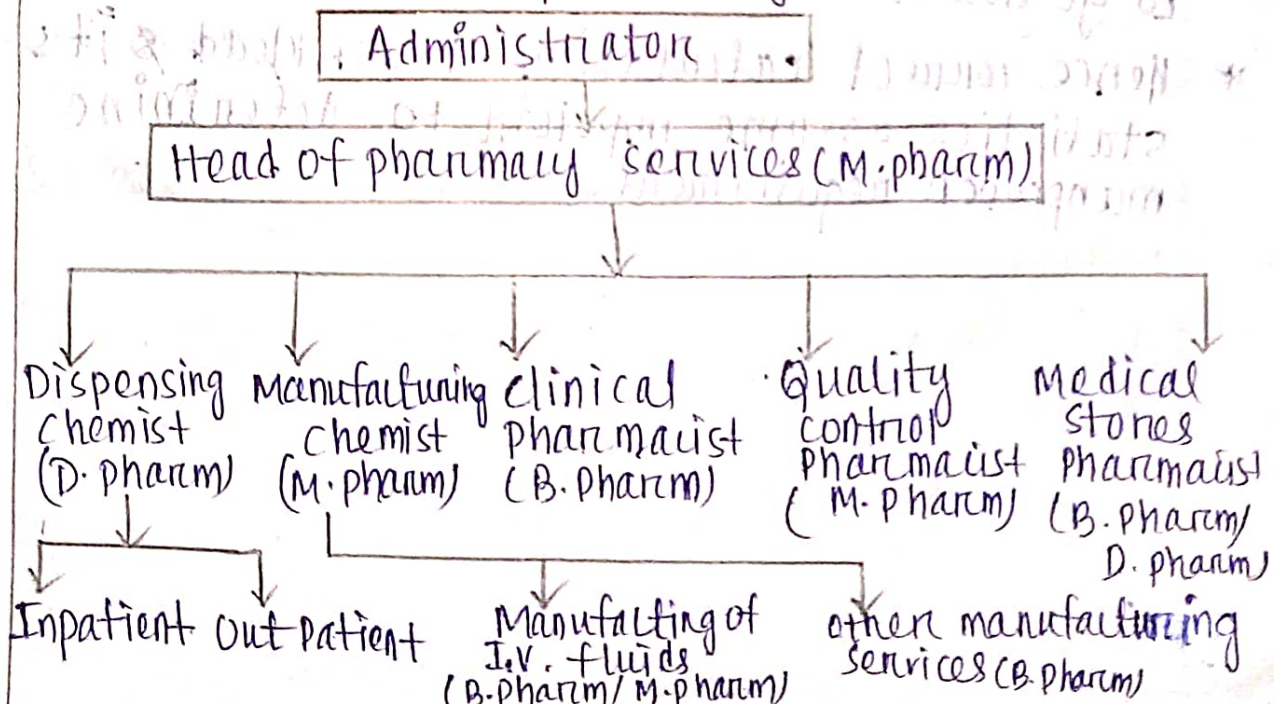 Administrator
Head of pharmacy services (M.pharm)
Dispensing
chemist
(D. pharm)
Manufacturing
chemist
(M. pharm)
Clinical
pharmacist
(B. Pharm)
Quality
control
Pharmacist
(M. Pharm)
Medical
stores
Pharmacist
(B. Pharm/
D. pharm)
Inpatient
out patient
Manufacting of
I.V. fluids
(B.Pharm/ M.pharm)
other manufacturing
services (B. Pharm)